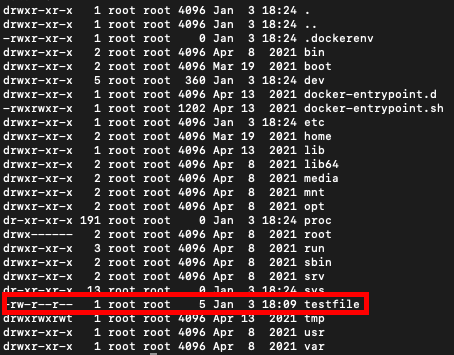 drwxr-xr-x 1 root root 4096 Jan 3 18:24 .
drwxr-xr-x 1 root root 4096 Jan 3 18:24 ..
-rwxr-xr-x 1 root root 0 Jan 3 18:24 .dockerenv
drwxr-xr-x 2 root root 4096 Apr 8 2021 bin
drwxr-xr-x 2 root root 4096 Mar 19 2021 boot
drwxr-xr-x 5 root root 360 Jan 3 18:24 dev
drwxr-xr-x 1 root root 4096 Apr 13 2021 docker-entrypoint.d
-rwxrwxr-x 1 root root 1202 Apr 13 2021 docker-entrypoint.sh
drwxr-xr-x 1 root root 4096 Jan 3 18:24 etc
drwxr-xr-x 2 root root 4096 Mar 19 2021 home
drwxr-xr-x 1 root root 4096 Apr 13 2021 lib
drwxr-xr-x 2 root root 4096 Apr 8 2021 lib64
drwxr-xr-x 2 root root 4096 Apr 8 2021 media
drwxr-xr-x 2 root root 4096 Apr 8 2021 mnt
drwxr-xr-x 2 root root 4096 Apr 8 2021 opt
dr-xr-xr-x 191 root root 0 Jan 3 18:24 proc
drwx------ 2 root root 4096 Apr 8 2021 root
drwxr-xr-x 3 root root 4096 Apr 8 2021 run
drwxr-xr-x 2 root root 4096 Apr 8 2021 sbin
drwxr-xr-x 2 root root 4096 Apr 8 2021 srv
dr-xr-xr-x 13 root root 0 Jan 3 18:24 sys
-rw-r--r-- 1 root root 5 Jan 3 18:09 testfile
drwxrwxrwt 1 root root 4096 Apr 13 2021 tmp
drwxr-xr-x 1 root root 4096 Apr 8 2021 usr
drwxr-xr-x 1 root root 4096 Apr 8 2021 var